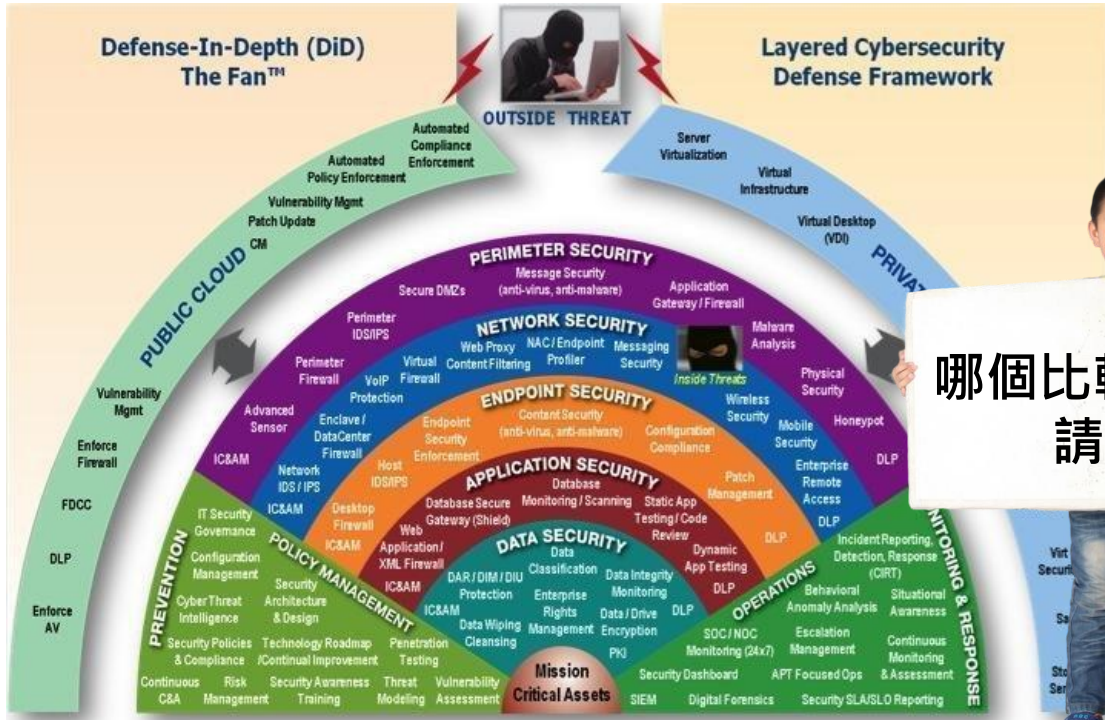 Defense-In-Depth (DiD)
The Fan™
OUTSIDE THREAT
Layered Cybersecurity
Defense Framework
Automated
Compliance
Enforcement
Automated
Policy Enforcement
Vulnerability Mgmt
Patch Update
CM
PUBLIC CLOUD
Vulnerability
Mgmt
Enforce
Firewall
FDCC
DLP
Enforce
AV
Server
Virtualization
Virtual
Infrastructure
Virtual Desktop
(VDI)
PERIMETER SECURITY
Message Security
(anti-virus, anti-malware)
Secure DMZs
Application
Gateway / Firewall
Perimeter
IDS/IPS
Malware
Analysis
Perimeter
Firewall
Physical
Security
Advanced
Sensor
Honeypot
IC&AM
DLP
NETWORK SECURITY
Web Proxy
Content Filtering
NAC / Endpoint
Profiler
Messaging
Security
Inside Threats
Virtual
Firewall
VoIP
Protection
Wireless
Security
Enclave /
DataCenter
Firewall
Mobile
Security
Network
IDS / IPS
Enterprise
Remote
Access
IC&AM
DLP
ENDPOINT SECURITY
Content Security
(anti-virus, anti-malware)
Endpoint
Security
Enforcement
Configuration
Compliance
Host
IDS/IPS
Patch
Management
Desktop
Firewall
IC&AM
DLP
APPLICATION SECURITY
Database
Monitoring / Scanning
Database Secure
Gateway (Shield)
Static App
Testing / Code
Review
Web
Application /
XML Firewall
Dynamic
App Testing
IC&AM
DLP
DATA SECURITY
Data
Classification
DAR / DIM / DIU
Protection
Data Integrity
Monitoring
IC&AM
Enterprise
Rights
Management
Data / Drive
Encryption
DLP
Data Wiping
Cleansing
PKI
Mission
Critical Assets
PREVENTION
POLICY MANAGEMENT
IT Security
Governance
Configuration
Management
Security
Architecture
& Design
Cyber Threat
Intelligence
Security Policies
& Compliance
Technology Roadmap
/Continual Improvement
Penetration
Testing
Continuous
C&A
Risk
Management
Security Awareness
Training
Threat
Modeling
Vulnerability
Assessment
OPERATIONS
Incident Reporting,
Detection, Response
(CIRT)
Behavioral
Anomaly Analysis
Situational
Awareness
SOC / NOC
Monitoring (24x7)
Escalation
Management
Continuous
Monitoring
& Assessment
Security Dashboard
APT Focused Ops
SIEM
Digital Forensics
Security SLA/SLO Reporting
& RESPONSE
哪個比
請